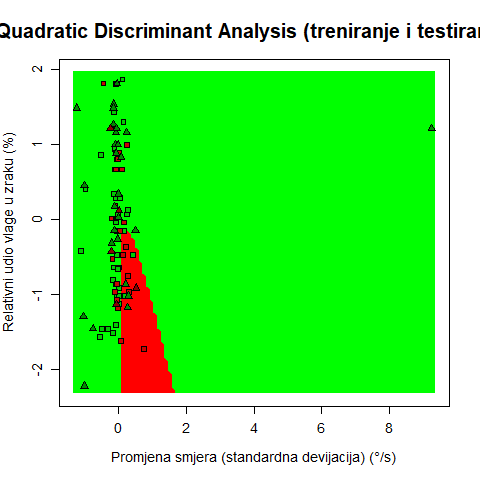 Quadratic Discriminant Analysis (treniranje i testiran
2
1
0
-1
-2
Relativni udio vlage u zraku (%)
0 2 4 6 8
Promjena smjera (standardna devijacija) (°/s)